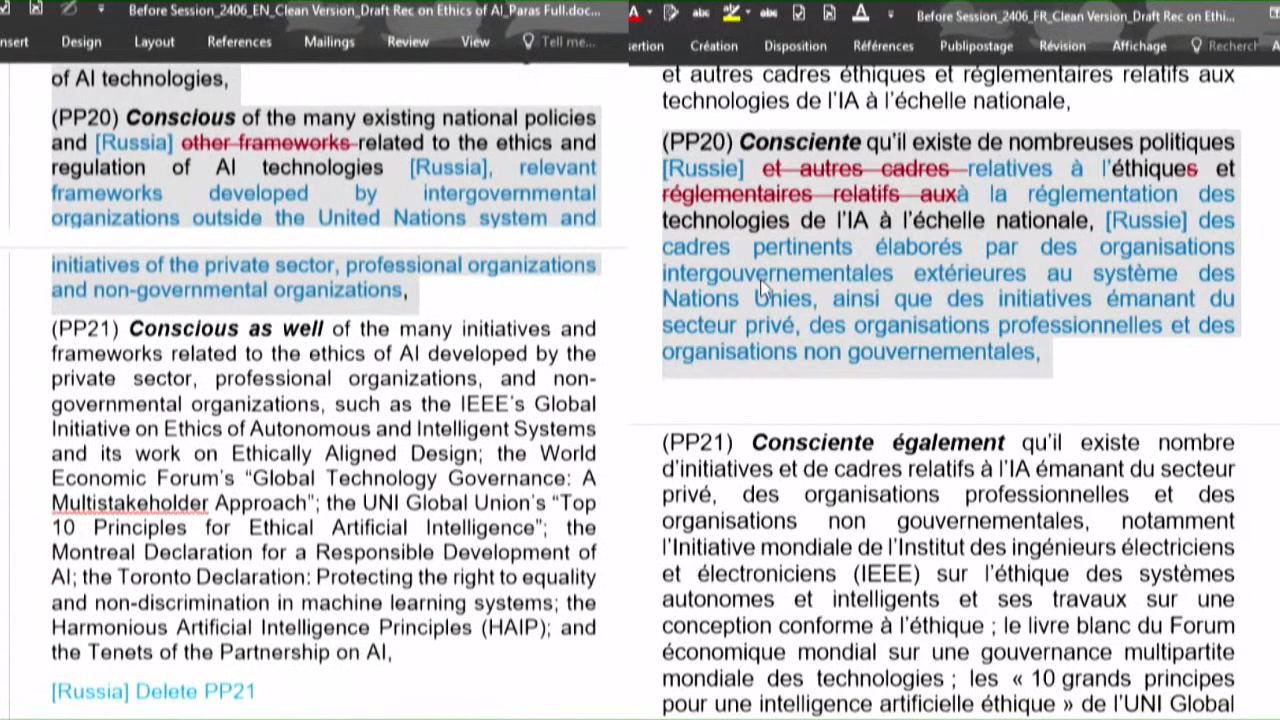 Before Session_2406_EN_Clean Version_Draft Rec on Ethics of AI_Paras Full.doc...
nsert Design Layout References Mailings Review View Tell me...
of AI technologies,
(PP20) Conscious of the many existing national policies
and [Russia] other frameworks related to the ethics and
regulation of AI technologies [Russia], relevant
frameworks developed by intergovernmental
organizations outside the United Nations system and
initiatives of the private sector, professional organizations
and non-governmental organizations,
(PP21) Conscious as well of the many initiatives and
frameworks related to the ethics of AI developed by the
private sector, professional organizations, and non-
governmental organizations, such as the IEEE's Global
Initiative on Ethics of Autonomous and Intelligent Systems
and its work on Ethically Aligned Design; the World
Economic Forum's “Global Technology Governance: A
Multistakeholder Approach”; the UNI Global Union's “Top
10 Principles for Ethical Artificial Intelligence”; the
Montreal Declaration for a Responsible Development of
AI; the Toronto Declaration: Protecting the right to equality
and non-discrimination in machine learning systems; the
Harmonious Artificial Intelligence Principles (HAIP); and
the Tenets of the Partnership on AI,
[Russia] Delete PP21
Before Session_2406_FR_Clean Version_Draft Rec on Ethi...
sertion Création Disposition Références Publipostage Révision Affichage Recherch
et autres cadres éthiques et réglementaires relatifs aux
technologies de l'IA à l'échelle nationale,
(PP20) Consciente qu'il existe de nombreuses politiques
[Russie] et autres cadres relatives à l'éthiques et
réglementaires relatifs auxà la réglementation des
technologies de l'IA à l'échelle nationale, [Russie] des
cadres pertinents élaborés par des organisations
intergouvernementales extérieures au système des
Nations Unies, ainsi que des initiatives émanant du
secteur privé, des organisations professionnelles et des
organisations non gouvernementales,
(PP21) Consciente également qu'il existe nombre
d'initiatives et de cadres relatifs à l'IA émanant du secteur
privé, des organisations professionnelles et des
organisations non gouvernementales, notamment
l'Initiative mondiale de l'Institut des ingénieurs électriciens
et électroniciens (IEEE) sur l'éthique des systèmes
autonomes et intelligents et ses travaux sur une
conception conforme à l'éthique ; le livre blanc du Forum
économique mondial sur une gouvernance multipartite
mondiale des technologies ; les « 10 grands principes
pour une intelligence artificielle éthique » de l'UNI Global